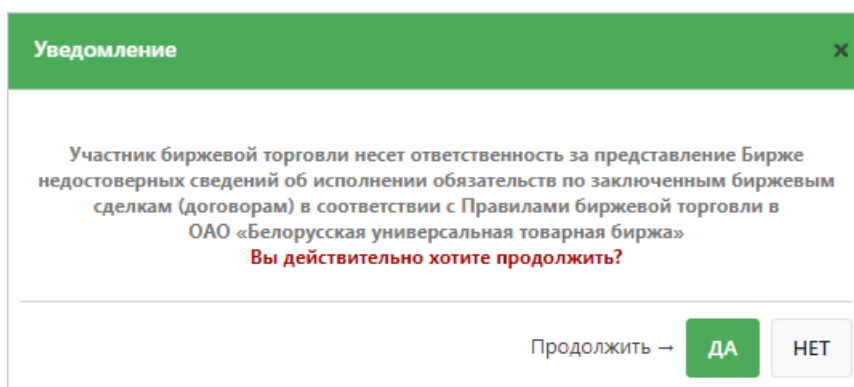 Уведомление ×
Участник биржевой торговли несет ответственность за представление Бирже
недостоверных сведений об исполнении обязательств по заключенным биржевым
сделкам (договорам) в соответствии с Правилами биржевой торговли в
ОАО «Белорусская универсальная товарная биржа»
Вы действительно хотите продолжить?
Продолжить → ДА НЕТ